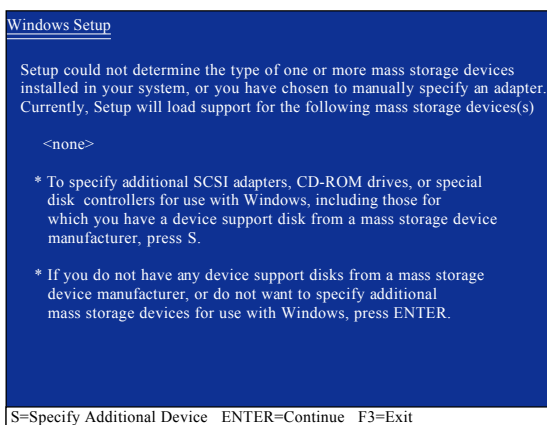 Windows Setup
Setup could not determine the type of one or more mass storage devices
installed in your system, or you have chosen to manually specify an adapter.
Currently, Setup will load support for the following mass storage devices(s)
<none>
* To specify additional SCSI adapters, CD-ROM drives, or special
disk controllers for use with Windows, including those for
which you have a device support disk from a mass storage device
manufacturer, press S.
* If you do not have any device support disks from a mass storage
device manufacturer, or do not want to specify additional
mass storage devices for use with Windows, press ENTER.
S=Specify Additional Device ENTER=Continue F3=Exit